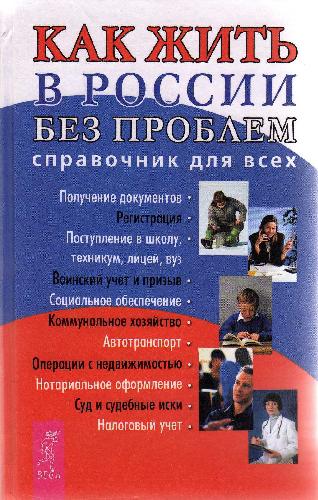 КАК ЖИТЬ
В РОССИИ
БЕЗ ПРОБЛЕМ
справочник для всех
Получение документов •
Регистрация •
Поступление в школу, •
техникум, лицей, вуз
Воинский учет и призыв •
Социальное обеспечение •
Коммунальное хозяйство •
Автотранспорт •
Операции с недвижимостью •
Нотариальное оформление •
Суд и судебные иски •
Налоговый учет •